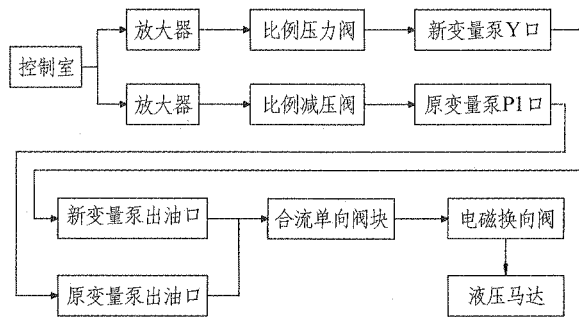 放大器
比例压力阀
新变量泵Y口
控制室
放大器
比例减压阀
原变量泵P1口
新变量泵出油口
合流单向阀块
电磁换向阀
原变量泵出油口
液压马达